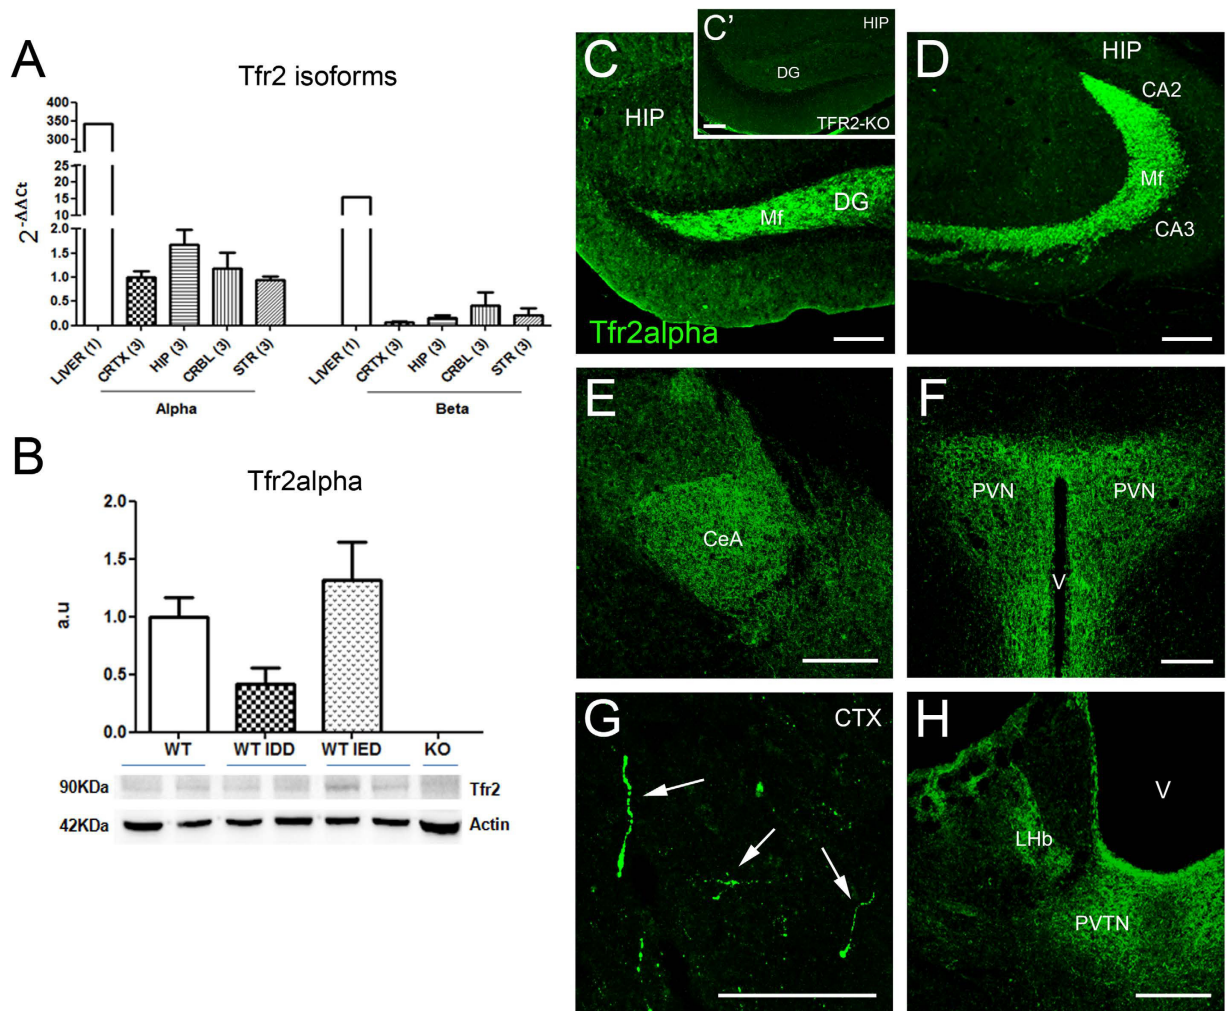 A
Tfr2 isoforms
2^-ΔΔCt
400
350
300
250
25
20
15
10
2.0
1.5
1.0
0.5
0.0
LIVER (1)
CRTX (3)
HIP (3)
CRBL (3)
STR (3)
LIVER (1)
CRTX (3)
HIP (3)
CRBL (3)
STR (3)
Alpha
Beta
B
Tfr2alpha
a.u
2.0
1.5
1.0
0.5
0.0
WT
WT IDD
WT IED
KO
90KDa
Tfr2
42KDa
Actin
C
HIP
Mf
DG
Tfr2alpha
C’
HIP
DG
TFR2-KO
D
HIP
CA2
Mf
CA3
E
CeA
F
PVN
PVN
V
G
CTX
H
V
LHb
PVTN